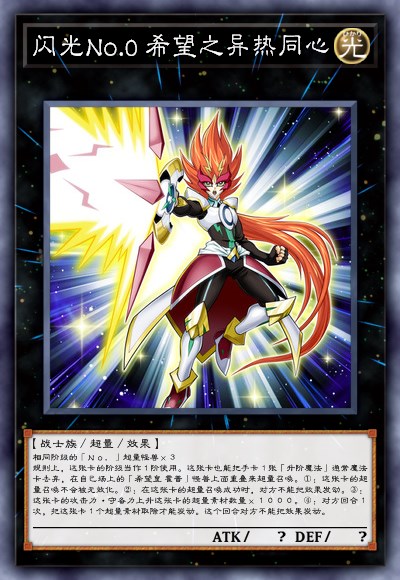 闪光No.0 希望之异热同心
光
【战士族/超量/效果】
相同阶级的「No.」超量怪兽×3
规则上，这张卡的阶级当作1阶使用。这张卡也能把手卡1张「升阶魔法」通常魔法
卡丢弃，在自己场上的「希望皇 霍普」怪兽上面重叠来超量召唤。①：这张卡的超
量召唤不会被无效化。②：在这张卡的超量召唤成功时，对方不能把效果发动。③：
这张卡的攻击力·守备力上升这张卡的超量素材数量×1000。④：对方回合1
次，把这张卡1个超量素材取除才能发动。这个回合对方不能把效果发动。
ATK/ ? DEF/ ?